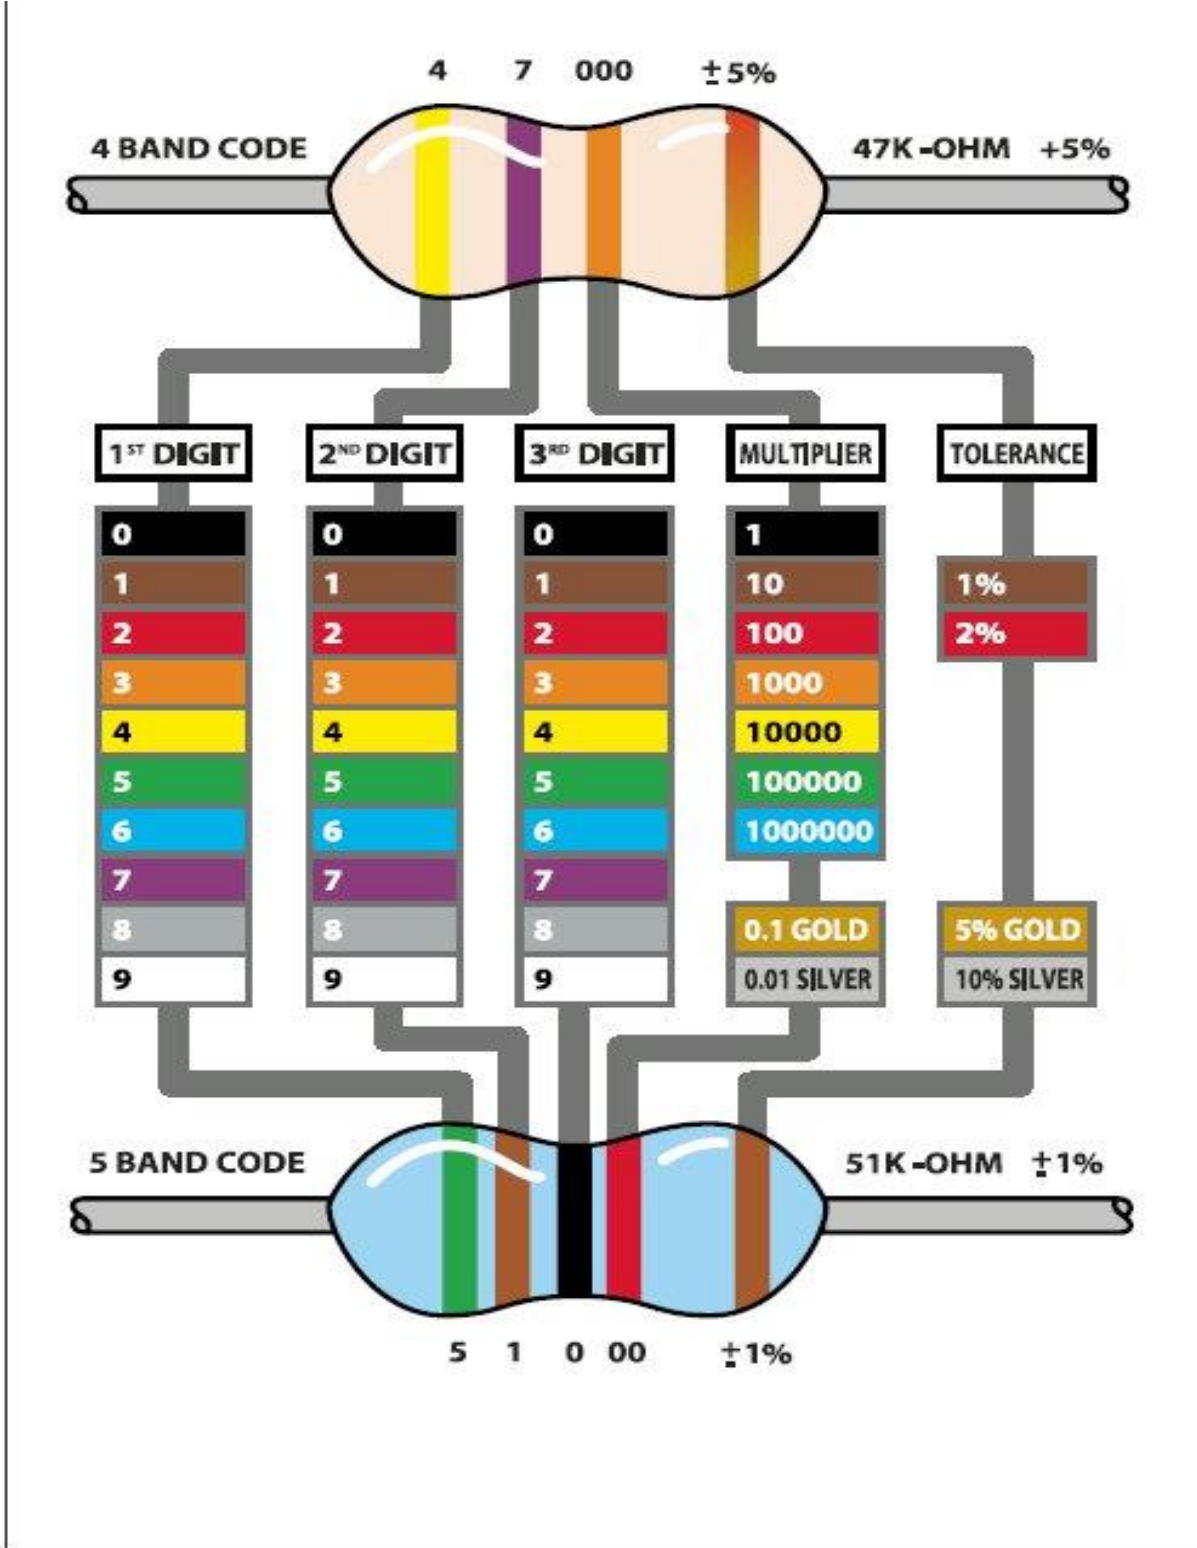 4 7 000 ±5%
4 BAND CODE 47K-OHM +5%
1ST DIGIT 2ND DIGIT 3RD DIGIT MULTIPLIER TOLERANCE
0 0 0 1
1 1 1 10 1%
2 2 2 100 2%
3 3 3 1000
4 4 4 10000
5 5 5 100000
6 6 6 1000000
7 7 7
8 8 8 0.1 GOLD 5% GOLD
9 9 9 0.01 SILVER 10% SILVER
5 BAND CODE 51K-OHM ±1%
5 1 0 00 ±1%